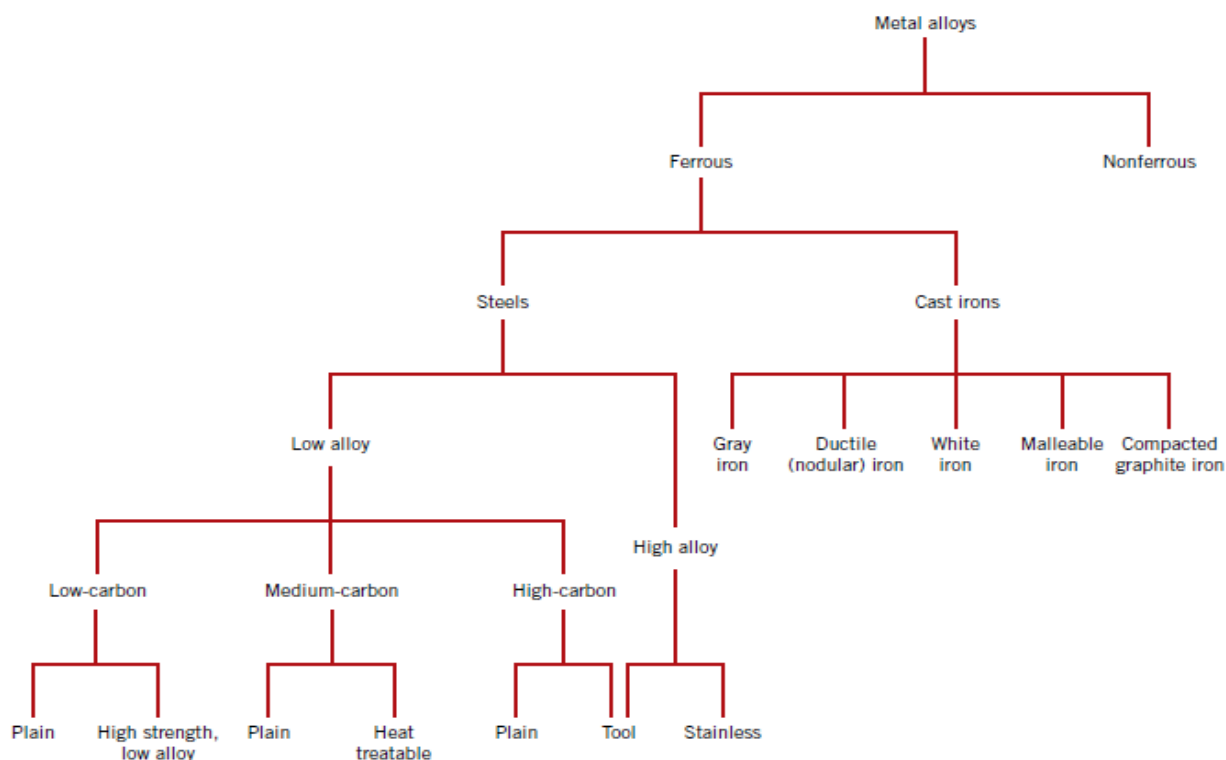 Metal alloys
Ferrous
Nonferrous
Steels
Cast irons
Low alloy
Gray
iron
Ductile
(nodular) iron
White
iron
Malleable
iron
Compacted
graphite iron
High alloy
Low-carbon
Medium-carbon
High-carbon
Plain
High strength,
low alloy
Plain
Heat
treatable
Plain
Tool
Stainless